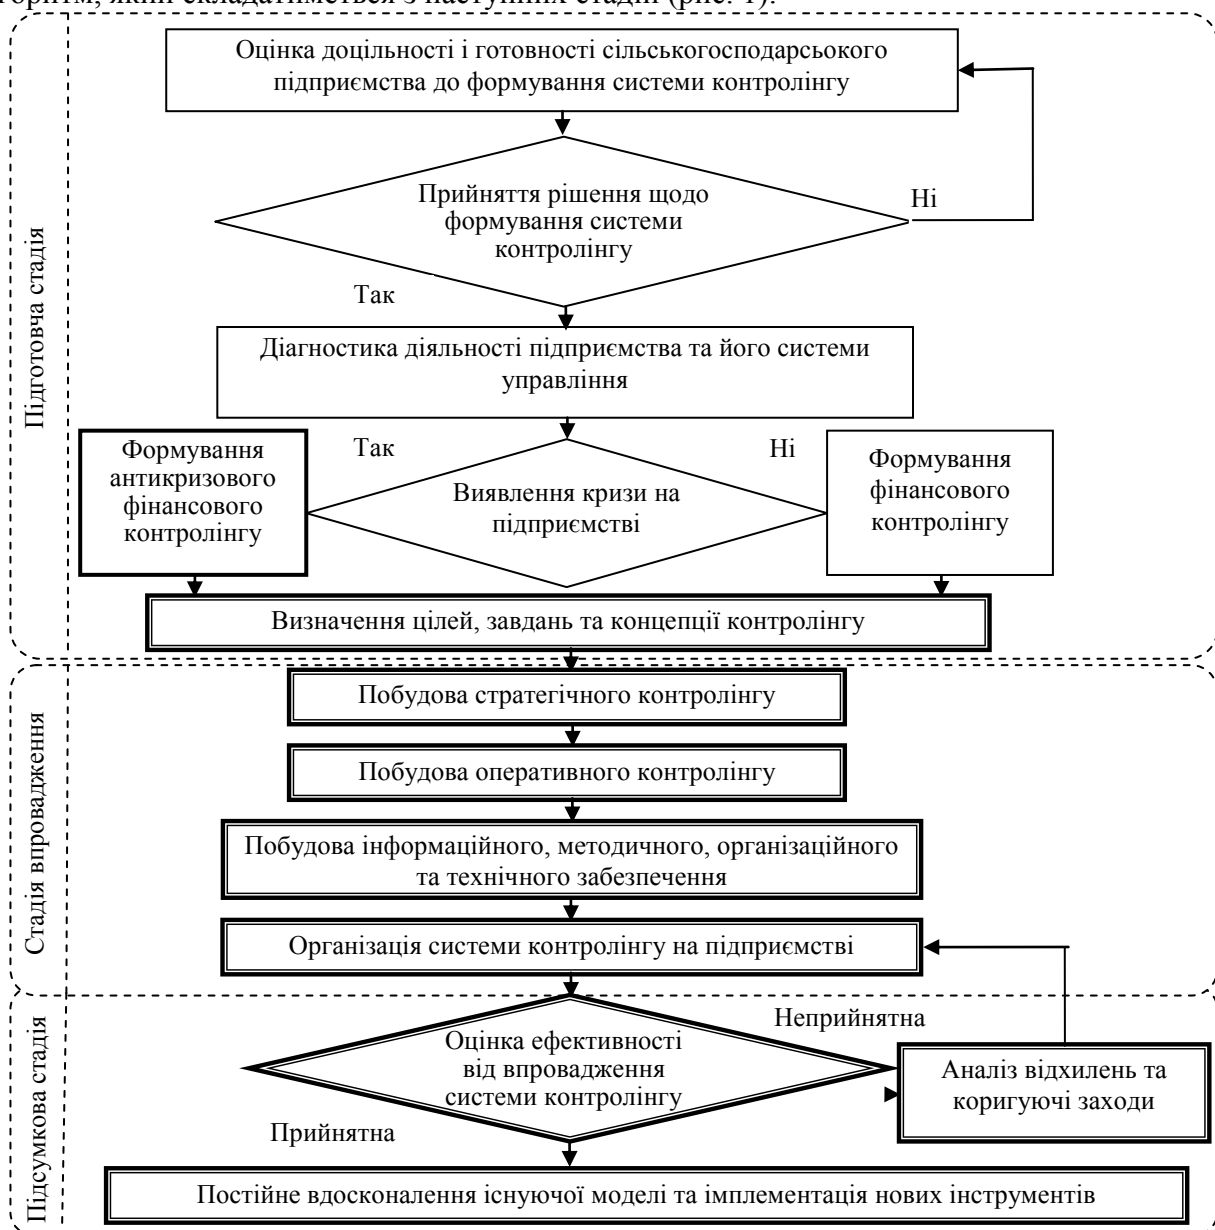 горитм, який складатиметься з наступних стадій (рис. 1).
Оцінка доцільності і готовності сільськогосподарсьокого
підприємства до формування системи контролінгу
Прийняття рішення щодо
формування системи
контролінгу
Ні
Так
Підготовча стадія
Діагностика діяльності підприємства та його системи
управління
Так
Ні
Формування
антикризового
фінансового
контролінгу
Виявлення кризи на
підприємстві
Формування
фінансового
контролінгу
Визначення цілей, завдань та концепції контролінгу
Стадія впровадження
Побудова стратегічного контролінгу
Побудова оперативного контролінгу
Побудова інформаційного, методичного, організаційного
та технічного забезпечення
Організація системи контролінгу на підприємстві
Підсумкова стадія
Неприйнятна
Оцінка ефективності
від впровадження
системи контролінгу
Аналіз відхилень та
коригуючі заходи
Прийнятна
Постійне вдосконалення існуючої моделі та імплементація нових інструментів